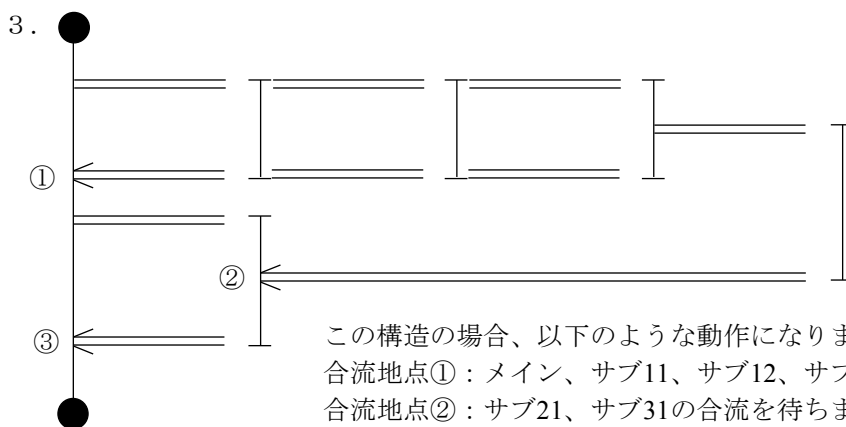 ３．
①
②
③
この構造の場合、以下のような動作になりま
合流地点①：メイン、サブ11、サブ12、サブ
合流地点②：サブ21、サブ31の合流を待ちま